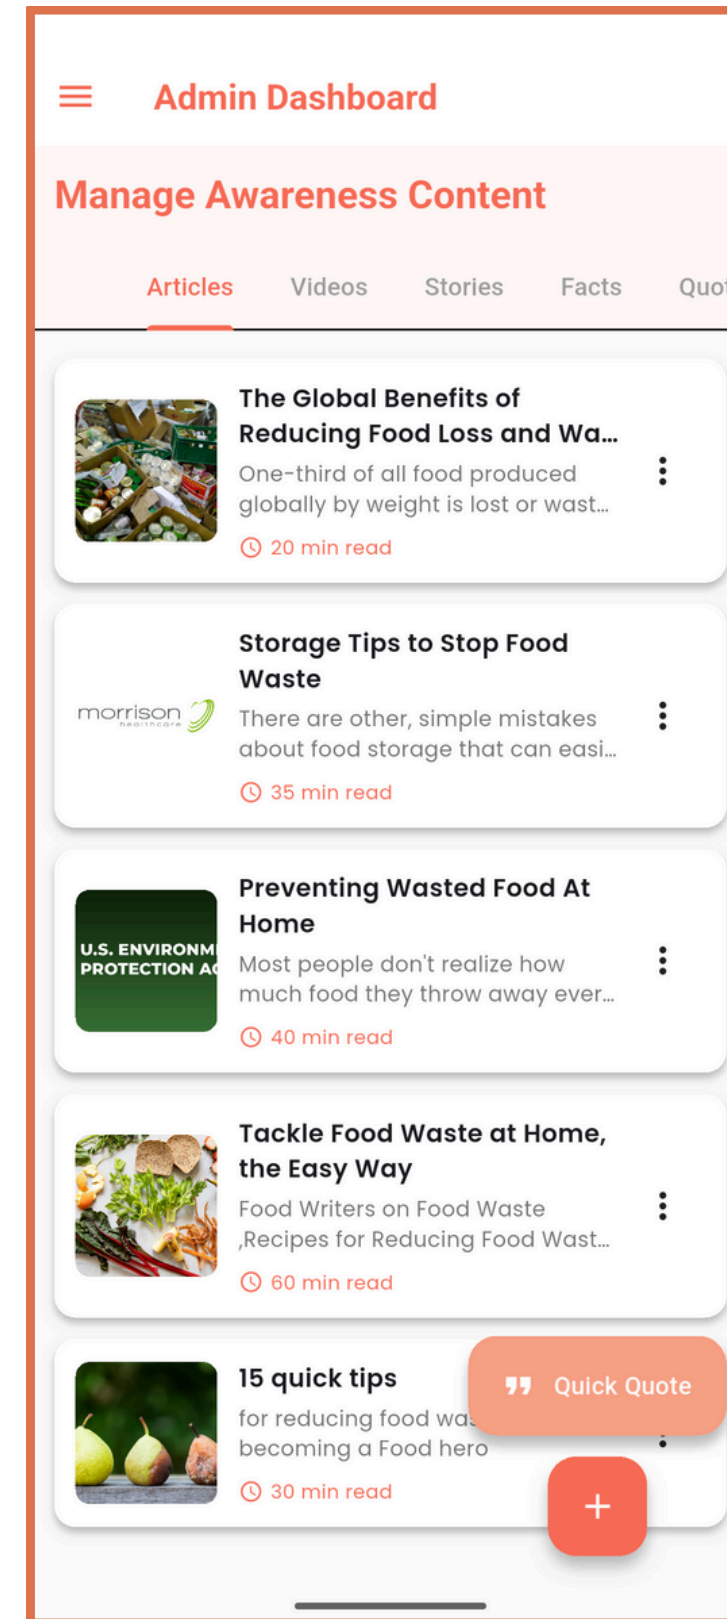 Admin Dashboard
Manage Awareness Content
Articles Videos Stories Facts Quot
The Global Benefits of
Reducing Food Loss and Wa...
One-third of all food produced
globally by weight is lost or wast...
20 min read
morrison
healthcare
Storage Tips to Stop Food
Waste
There are other, simple mistakes
about food storage that can easi...
35 min read
U.S. ENVIRONM
PROTECTION AG
Preventing Wasted Food At
Home
Most people don't realize how
much food they throw away ever...
40 min read
Tackle Food Waste at Home,
the Easy Way
Food Writers on Food Waste
,Recipes for Reducing Food Wast...
60 min read
15 quick tips
for reducing food was
becoming a Food hero
30 min read
Quick Quote